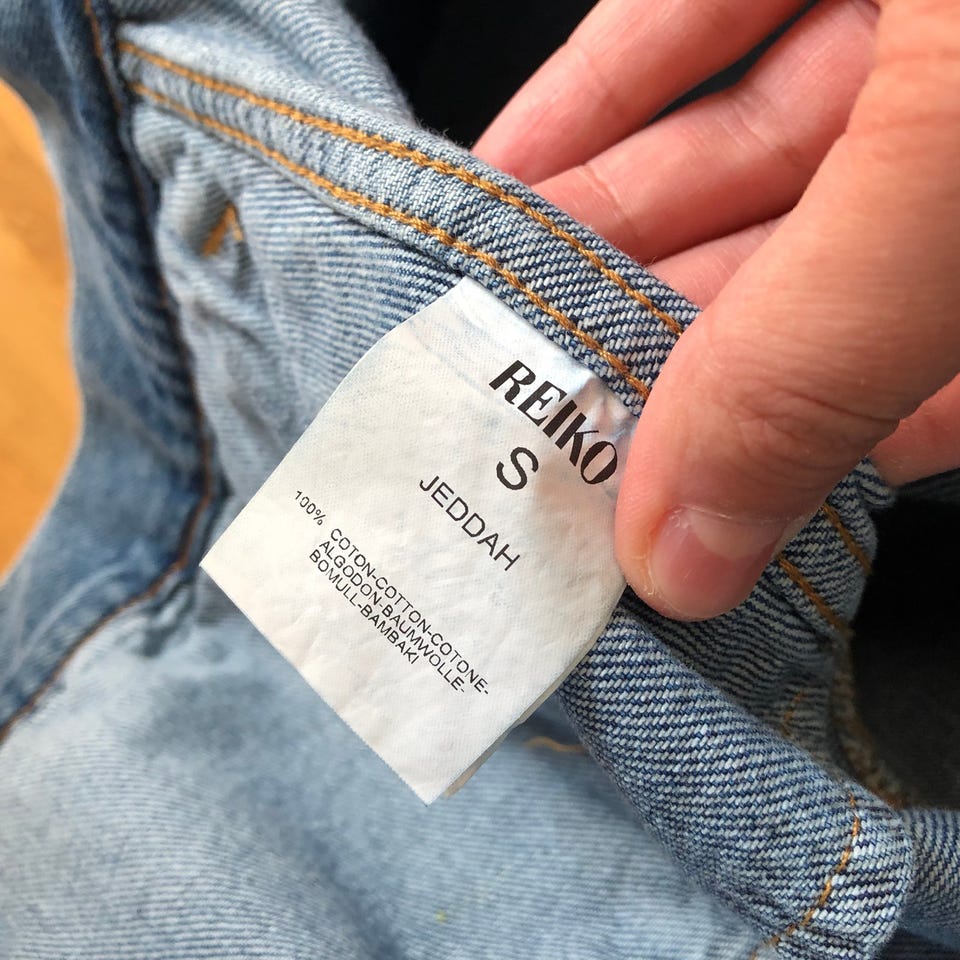 REIKO
S
JEDDAH
100% COTON-COTTON-COTONE-
ALGODON-BAUMWOLLE-
BOMULL-BAMBAKI